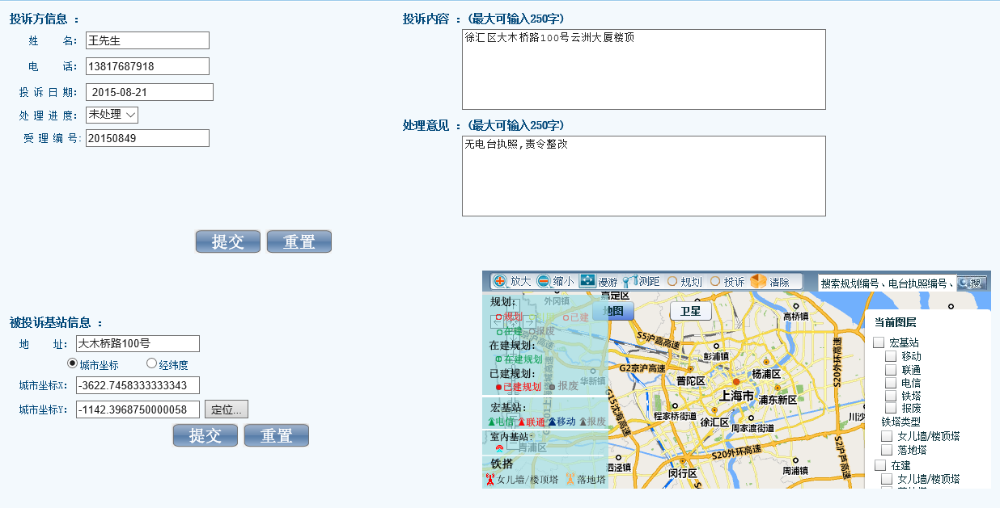 投诉方信息 ：
姓 名: 王先生
电 话: 13817687918
投 诉 日 期: 2015-08-21
处 理 进 度: 未处理
受 理 编 号: 20150849
投诉内容 ：(最大可输入250字)
徐汇区大木桥路100号云洲大厦楼顶
处理意见 ：(最大可输入250字)
无电台执照,责令整改
提交 重置
被投诉基站信息 ：
地 址: 大木桥路100号
城市坐标 经纬度
城市坐标X: -3622.7458333333343
城市坐标Y: -1142.3968750000058 定位...
提交 重置
放大 缩小 漫游 测距 规划 投诉 清除 搜索规划编号、电台执照编号、 搜
规划:
规划 已建
在建 报废
在建规划:
在建规划
已建规划:
已建规划 报废
宏基站:
电信 联通 移动 报废
室内基站:
铁搭
女儿墙/楼顶塔 落地塔
地图 卫星
嘉定区
外冈镇
高桥镇
S5沪嘉高速
彭浦镇
G2京沪高速
普陀区
杨浦区
华新镇
上海市
浦东新区
G15沈海高速
程家桥街道
徐汇区
周家渡街道
川沙
青浦区
S20外环高速
S20外环高速
S2沪芦高速
泗泾镇
闵行区
周浦镇
当前图层
宏基站
移动
联通
电信
铁塔
报废
铁塔类型
女儿墙/楼顶塔
落地塔
在建
女儿墙/楼顶塔